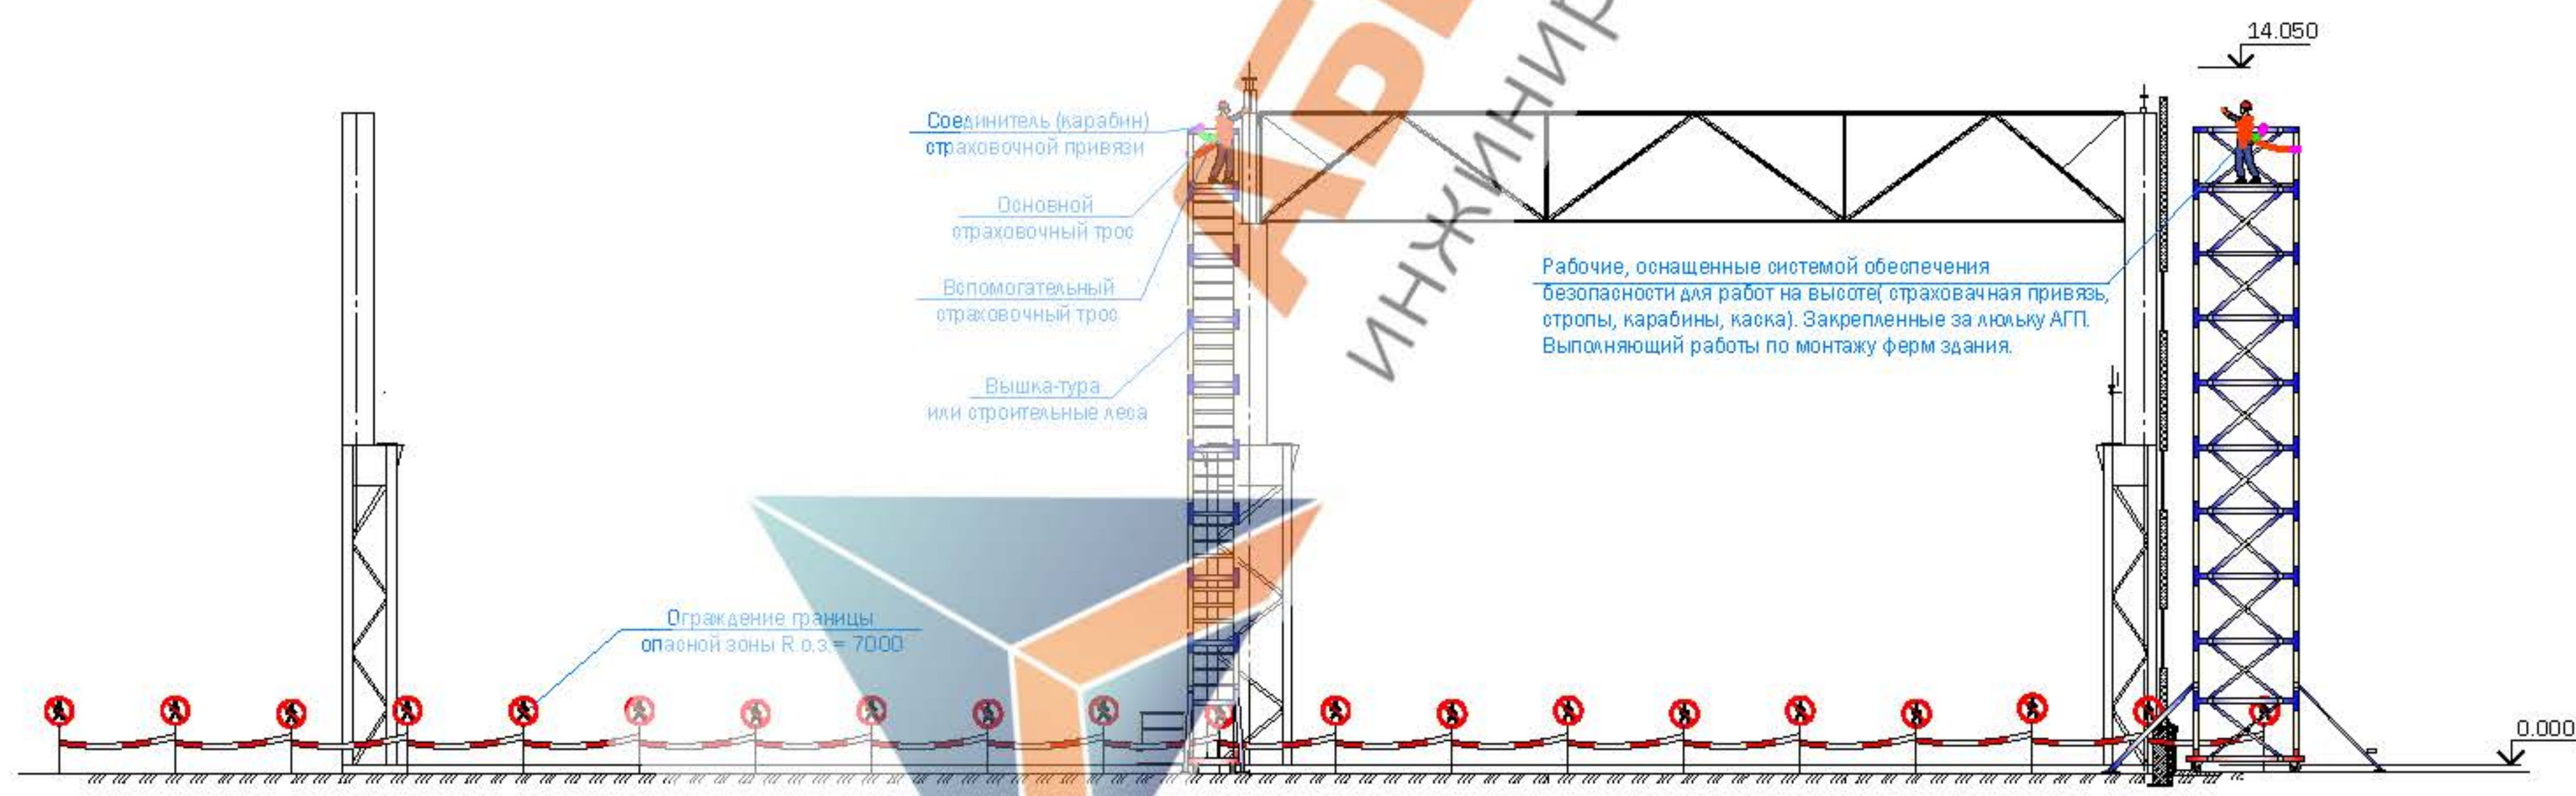 14.050
Соединитель (карабин)
страховочной привязи
Основной
страховочный трос
Вспомогательный
страховочный трос
Вышка-тура
или строительные леса
Рабочие, оснащенные системой обеспечения
безопасности для работ на высоте( страховачная привязь,
стропы, карабины, каска). Закрепленные за люльку АГП.
Выполняющий работы по монтажу ферм здания.
Ограждение границы
опасной зоны R.о.з.= 7000
0.000